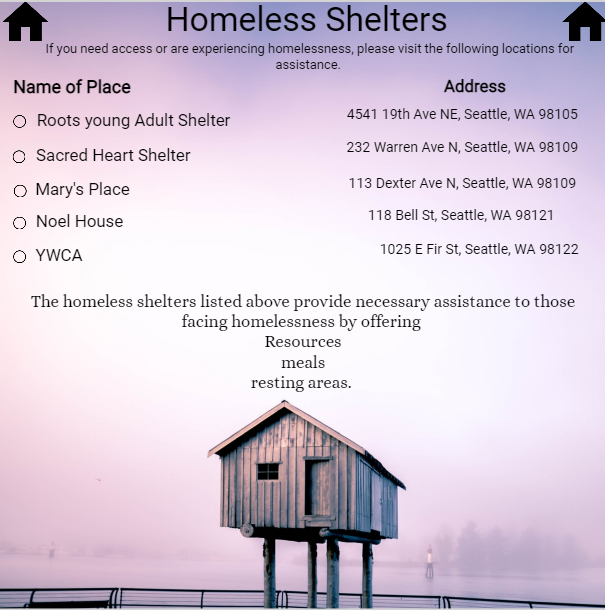 Homeless Shelters
If you need access or are experiencing homelessness, please visit the following locations for
assistance.
Name of Place
Address
Roots young Adult Shelter
4541 19th Ave NE, Seattle, WA 98105
Sacred Heart Shelter
232 Warren Ave N, Seattle, WA 98109
Mary's Place
113 Dexter Ave N, Seattle, WA 98109
Noel House
118 Bell St, Seattle, WA 98121
YWCA
1025 E Fir St, Seattle, WA 98122
The homeless shelters listed above provide necessary assistance to those
facing homelessness by offering
Resources
meals
resting areas.